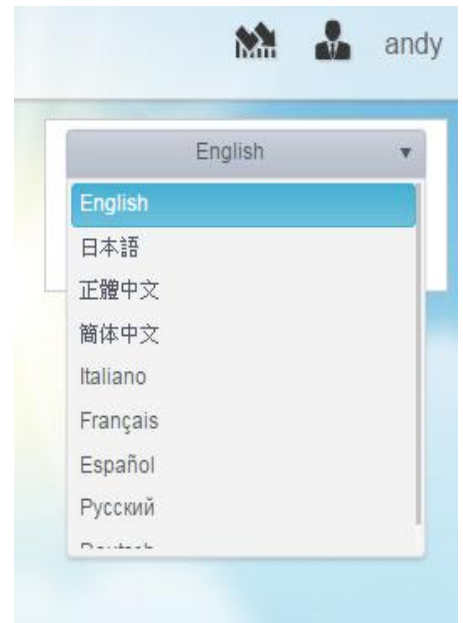 andy
English
English
日本語
正體中文
簡体中文
Italiano
Français
Español
Русский